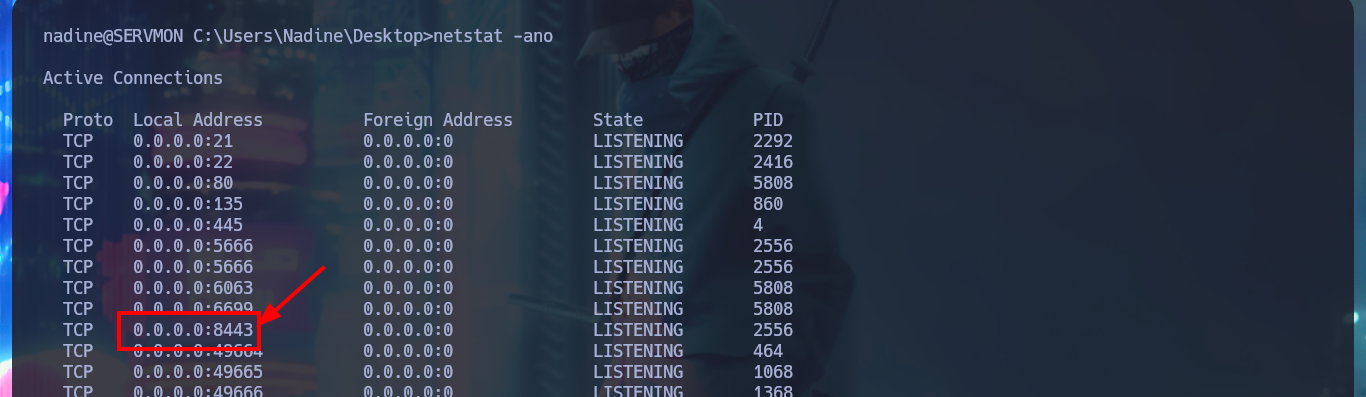 nadine@SERVMON C:\Users\Nadine\Desktop>netstat -ano
Active Connections
Proto  Local Address          Foreign Address        State           PID
TCP    0.0.0.0:21             0.0.0.0:0              LISTENING       2292
TCP    0.0.0.0:22             0.0.0.0:0              LISTENING       2416
TCP    0.0.0.0:80             0.0.0.0:0              LISTENING       5808
TCP    0.0.0.0:135            0.0.0.0:0              LISTENING       860
TCP    0.0.0.0:445            0.0.0.0:0              LISTENING       4
TCP    0.0.0.0:5666           0.0.0.0:0              LISTENING       2556
TCP    0.0.0.0:5666           0.0.0.0:0              LISTENING       2556
TCP    0.0.0.0:6063           0.0.0.0:0              LISTENING       5808
TCP    0.0.0.0:6699           0.0.0.0:0              LISTENING       5808
TCP    0.0.0.0:8443           0.0.0.0:0              LISTENING       2556
TCP    0.0.0.0:49664          0.0.0.0:0              LISTENING       464
TCP    0.0.0.0:49665          0.0.0.0:0              LISTENING       1068
TCP    0.0.0.0:49666          0.0.0.0:0              LISTENING       1368